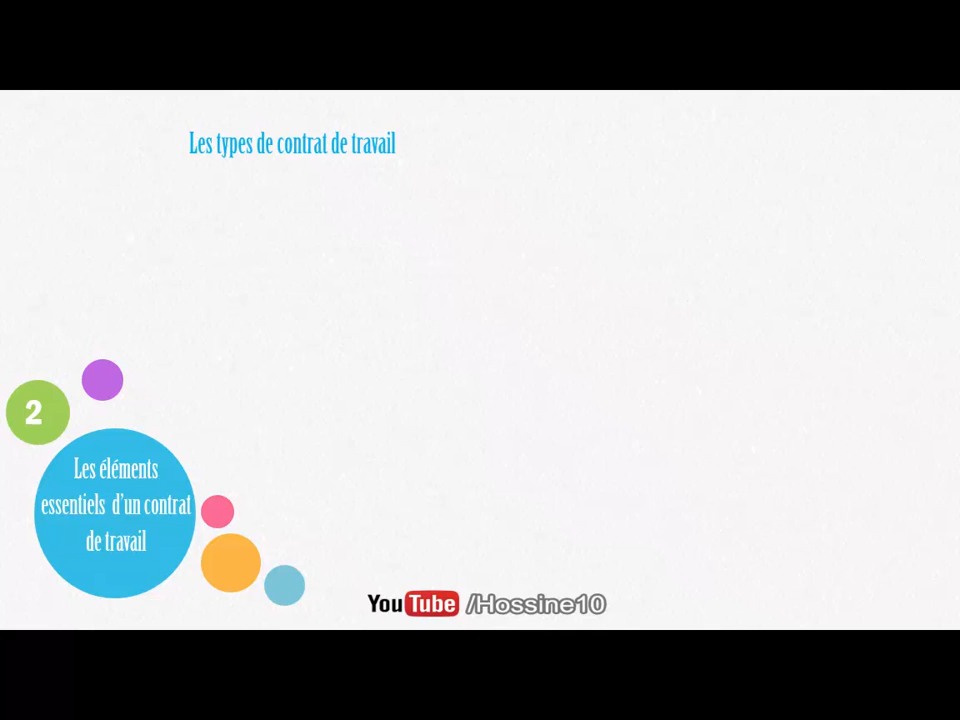 Les types de contrat de travail
2
Les éléments
essentiels d'un contrat
de travail
YouTube /Hossine10